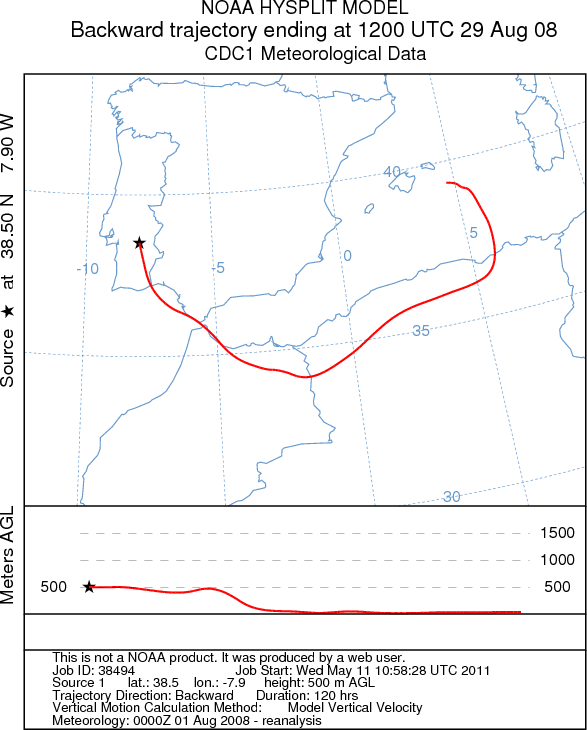 NOAA HYSPLIT MODEL
Backward trajectory ending at 1200 UTC 29 Aug 08
CDC1 Meteorological Data
Source ★ at 38.50 N 7.90 W
40
5
-10
-5
0
35
30
Meters AGL
1500
1000
500
500
This is not a NOAA product. It was produced by a web user.
Job ID: 38494 Job Start: Wed May 11 10:58:28 UTC 2011
Source 1 lat.: 38.5 lon.: -7.9 height: 500 m AGL
Trajectory Direction: Backward Duration: 120 hrs
Vertical Motion Calculation Method: Model Vertical Velocity
Meteorology: 0000Z 01 Aug 2008 - reanalysis